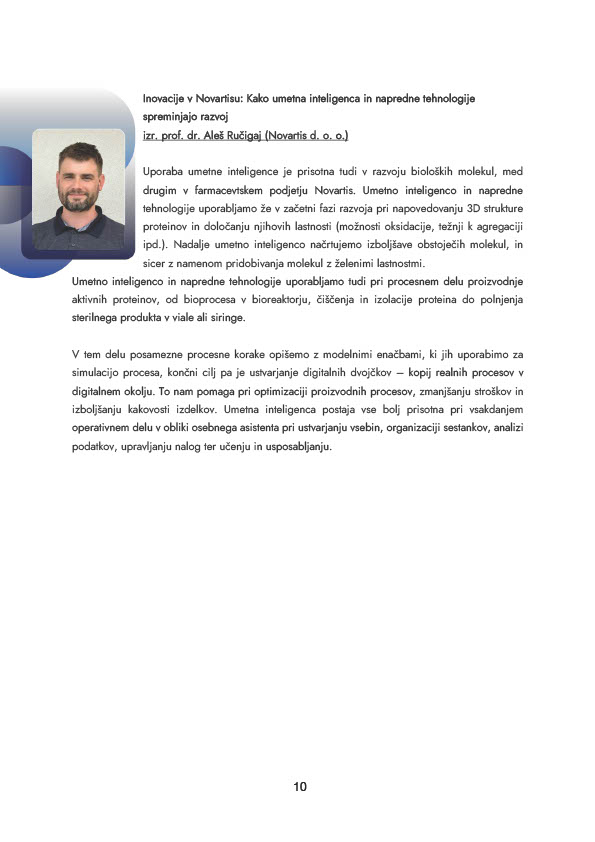 Inovacije v Novartisu: Kako umetna inteligenca in napredne tehnologije
spreminjajo razvoj
izr. prof. dr. Aleš Ručigaj (Novartis d. o. o.)
Uporaba umetne inteligence je prisotna tudi v razvoju bioloških molekul, med
drugim v farmacevtskem podjetju Novartis. Umetno inteligenco in napredne
tehnologije uporabljamo že v začetni fazi razvoja pri napovedovanju 3D strukture
proteinov in določanju njihovih lastnosti (možnosti oksidacije, težnji k agregaciji
ipd.). Nadalje umetno inteligenco načrtujemo izboljšave obstoječih molekul, in
sicer z namenom pridobivanja molekul z želenimi lastnostmi.
Umetno inteligenco in napredne tehnologije uporabljamo tudi pri procesnem delu proizvodnje
aktivnih proteinov, od bioprocesa v bioreaktorju, čiščenja in izolacije proteina do polnjenja
sterilnega produkta v viale ali siringe.
V tem delu posamezne procesne korake opišemo z modelnimi enačbami, ki jih uporabimo za
simulacijo procesa, končni cilj pa je ustvarjanje digitalnih dvojčkov – kopij realnih procesov v
digitalnem okolju. To nam pomaga pri optimizaciji proizvodnih procesov, zmanjšanju stroškov in
izboljšanju kakovosti izdelkov. Umetna inteligenca postaja vse bolj prisotna pri vsakdanjem
operativnem delu v obliki osebnega asistenta pri ustvarjanju vsebin, organizaciji sestankov, analizi
podatkov, upravljanju nalog ter učenju in usposabljanju.
10